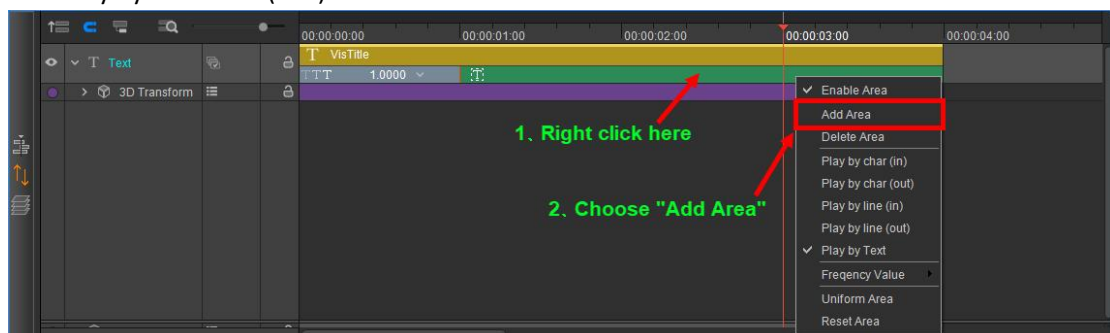 00:00:00:00 00:00:01:00 00:00:02:00 00:00:03:00 00:00:04:00
T VisTitle
T Text
TTT 1.0000 T
3D Transform
Enable Area
Add Area
Delete Area
Play by char (in)
Play by char (out)
Play by line (in)
Play by line (out)
Play by Text
Freqency Value
Uniform Area
Reset Area
1、Right click here
2、Choose "Add Area"